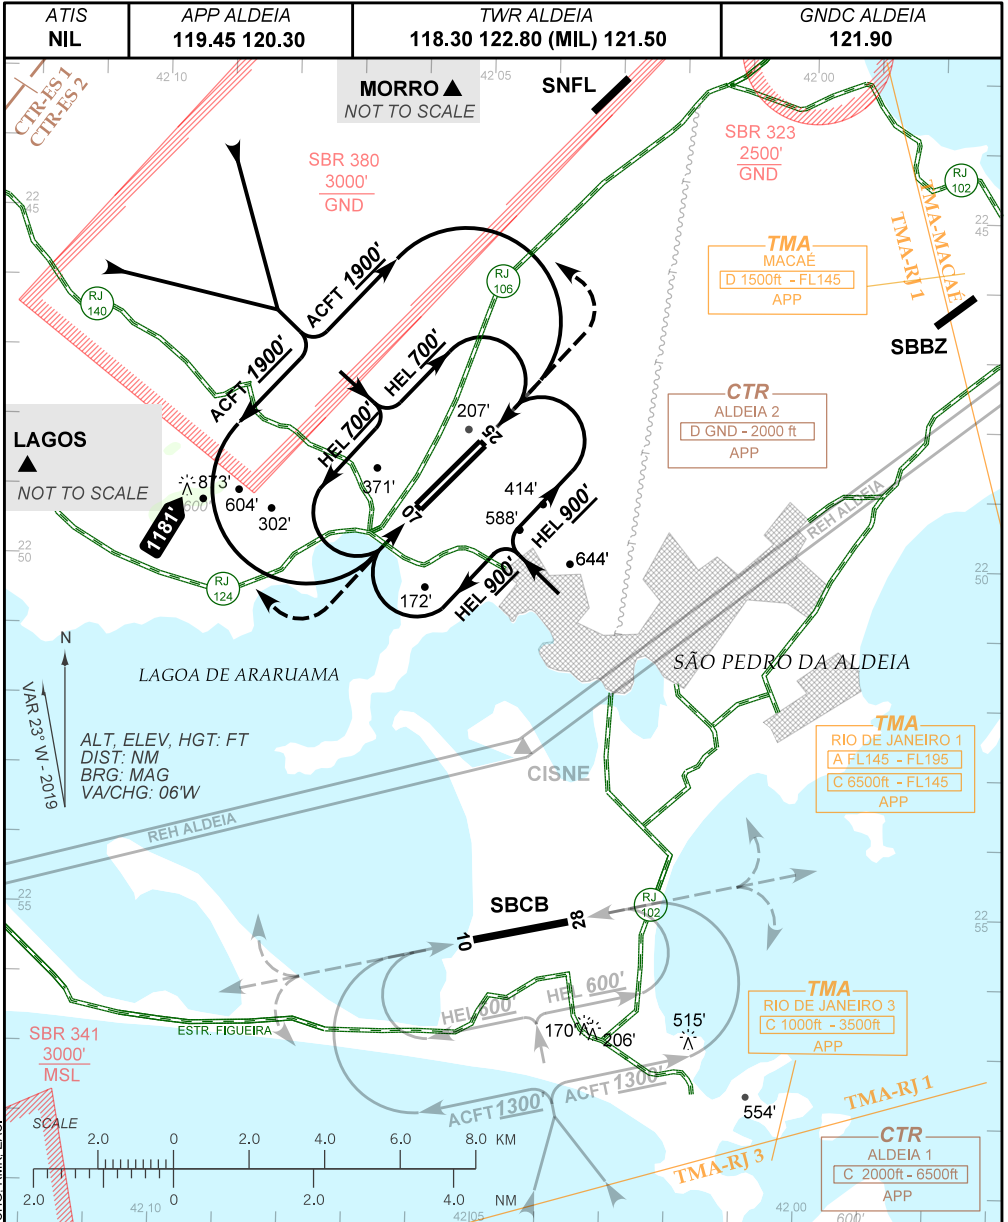 ATIS
NIL
APP ALDEIA
119.45 120.30
TWR ALDEIA
118.30 122.80 (MIL) 121.50
GNDC ALDEIA
121.90
CTR-ES 1
CTR-ES 2
42 10
MORRO
NOT TO SCALE
42 05
SNFL
42 00
SBR 380
3000'
GND
SBR 323
2500'
GND
RJ
102
22
45
22
45
TMA-MACAÉ
TMA-RJ 1
TMA
MACAÉ
D 1500ft - FL145
APP
RJ
140
RJ
106
ACFT 1900'
ACFT 1900'
HEL 700'
HEL 700'
SBBZ
CTR
ALDEIA 2
D GND - 2000 ft
APP
LAGOS
NOT TO SCALE
207'
25
07
371'
873'
600'
604'
302'
1181'
414'
588'
HEL 900'
HEL 900'
644'
172'
REH ALDEIA
22
50
22
50
RJ
124
N
VAR 23° W - 2019
LAGOA DE ARARUAMA
SÃO PEDRO DA ALDEIA
ALT, ELEV, HGT: FT
DIST: NM
BRG: MAG
VA/CHG: 06'W
CISNE
REH ALDEIA
TMA
RIO DE JANEIRO 1
A FL145 - FL195
C 6500ft - FL145
APP
22
55
22
55
SBCB
10
28
RJ
102
HEL 600'
HEL 600'
ESTR. FIGUEIRA
170'
206'
515'
TMA
RIO DE JANEIRO 3
C 1000ft - 3500ft
APP
SBR 341
3000'
MSL
ACFT 1300'
ACFT 1300'
554'
TMA-RJ 1
TMA-RJ 3
CTR
ALDEIA 1
C 2000ft - 6500ft
APP
SCALE
2.0 0 2.0 4.0 6.0 8.0 KM
2.0 0 2.0 4.0 NM
42 10
42 05
42 00
600'